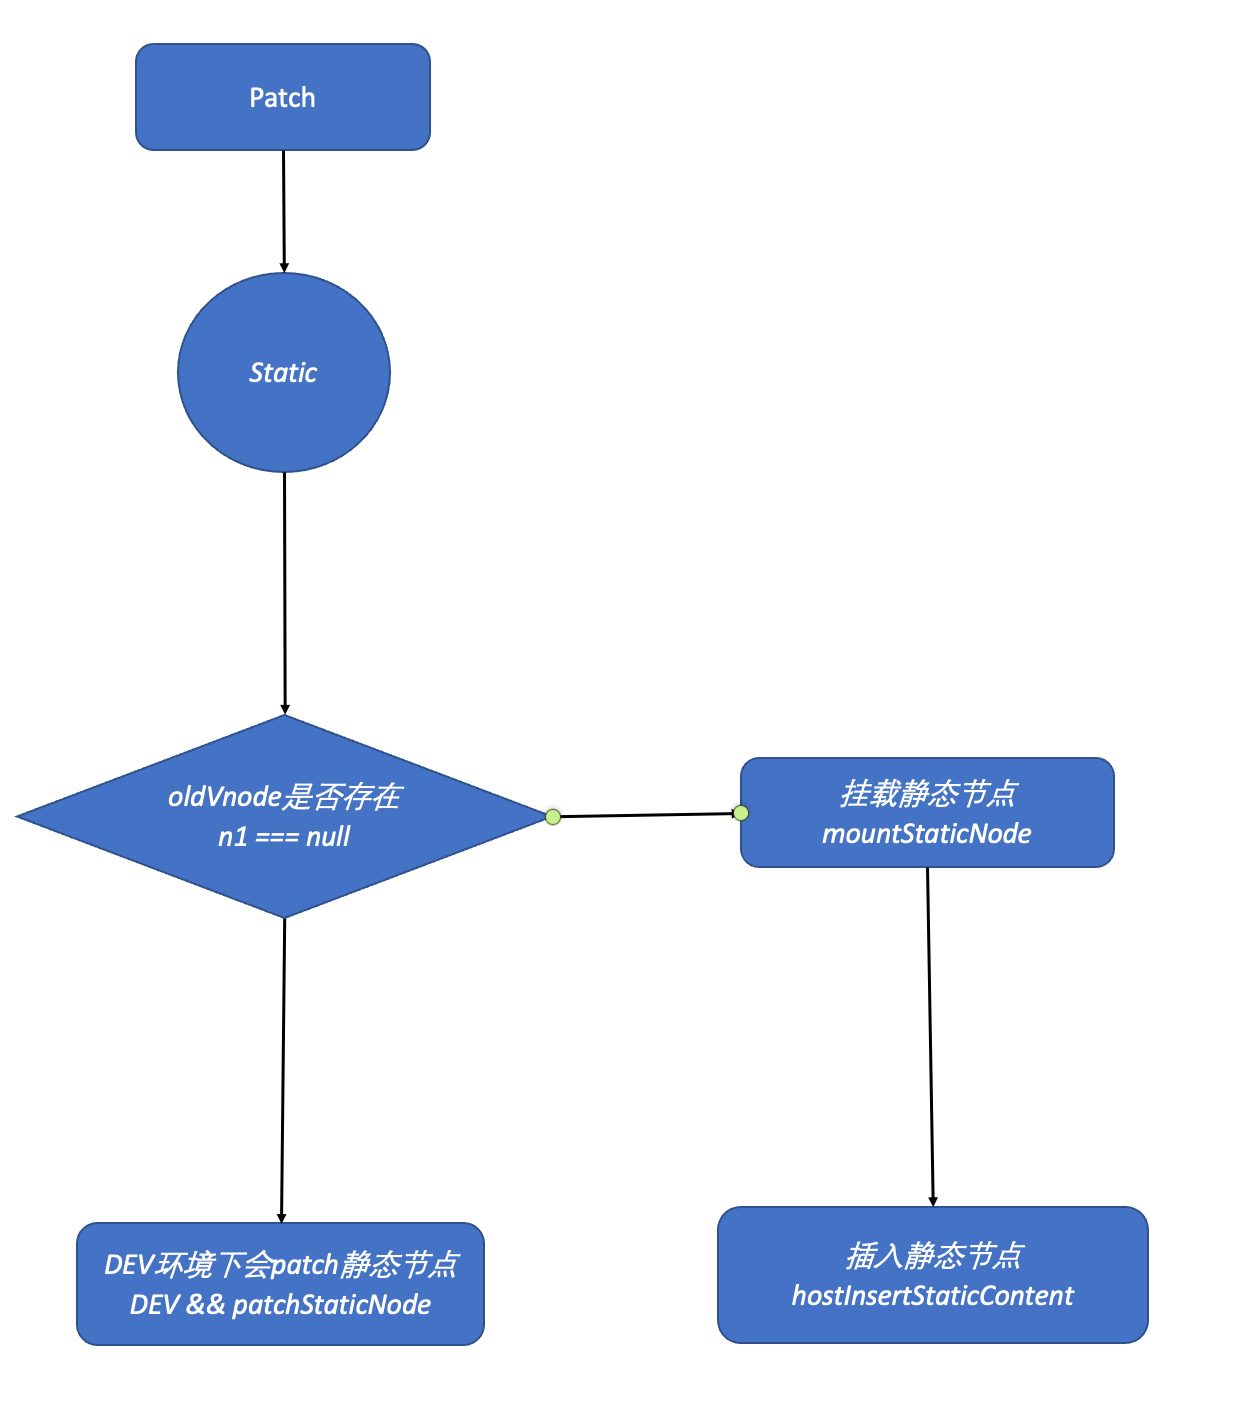 Patch
Static
oldVnode是否存在
n1 === null
挂载静态节点
mountStaticNode
DEV环境下会patch静态节点
DEV && patchStaticNode
插入静态节点
hostInsertStaticContent